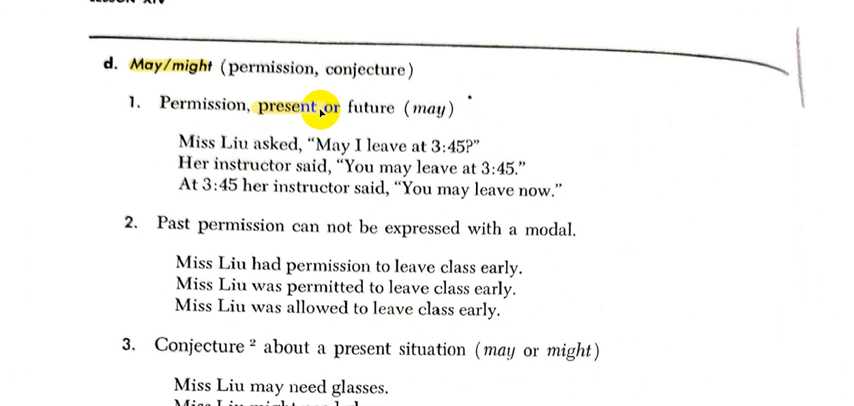 d. May/might (permission, conjecture)
1. Permission, present or future (may)
Miss Liu asked, “May I leave at 3:45?”
Her instructor said, “You may leave at 3:45.”
At 3:45 her instructor said, “You may leave now.”
2. Past permission can not be expressed with a modal.
Miss Liu had permission to leave class early.
Miss Liu was permitted to leave class early.
Miss Liu was allowed to leave class early.
3. Conjecture ² about a present situation (may or might)
Miss Liu may need glasses.